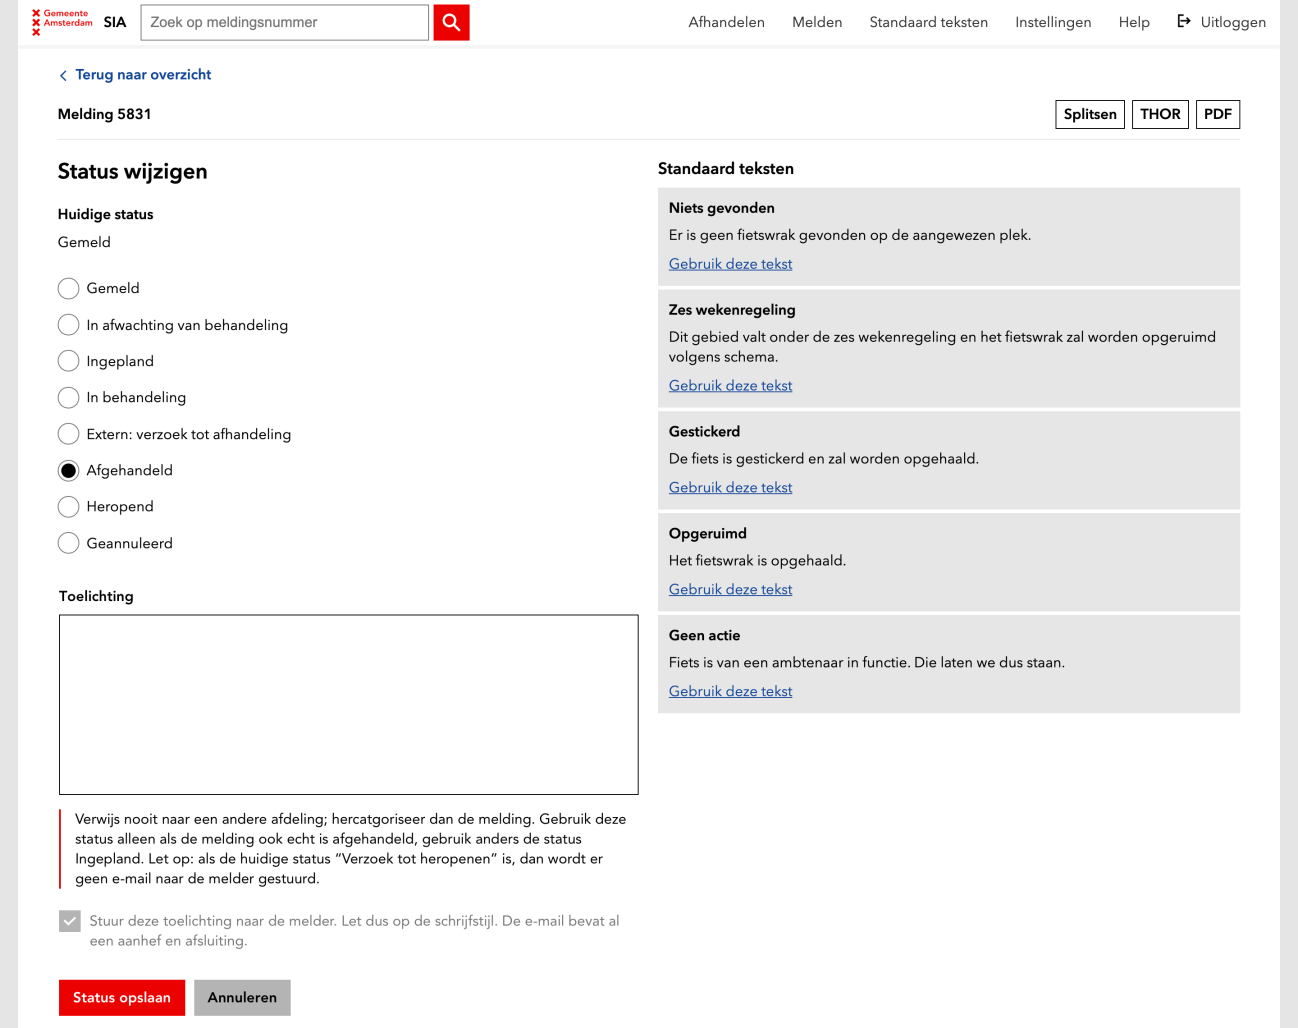 Gemeente
Amsterdam
SIA
Zoek op meldingsnummer
Afhandelen
Melden
Standaard teksten
Instellingen
Help
Uitloggen
Terug naar overzicht
Melding 5831
Splitsen
THOR
PDF
Status wijzigen
Huidige status
Gemeld
Gemeld
In afwachting van behandeling
Ingepland
In behandeling
Extern: verzoek tot afhandeling
Afgehandeld
Heropend
Geannuleerd
Toelichting
Verwijs nooit naar een andere afdeling; hercatgoriseer dan de melding. Gebruik deze
status alleen als de melding ook echt is afgehandeld, gebruik anders de status
Ingepland. Let op: als de huidige status “Verzoek tot heropenen” is, dan wordt er
geen e-mail naar de melder gestuurd.
Stuur deze toelichting naar de melder. Let dus op de schrijfstijl. De e-mail bevat al
een aanhef en afsluiting.
Status opslaan
Annuleren
Standaard teksten
Niets gevonden
Er is geen fietswrak gevonden op de aangewezen plek.
Gebruik deze tekst
Zes wekenregeling
Dit gebied valt onder de zes wekenregeling en het fietswrak zal worden opgeruimd
volgens schema.
Gebruik deze tekst
Gestickerd
De fiets is gestickerd en zal worden opgehaald.
Gebruik deze tekst
Opgeruimd
Het fietswrak is opgehaald.
Gebruik deze tekst
Geen actie
Fiets is van een ambtenaar in functie. Die laten we dus staan.
Gebruik deze tekst